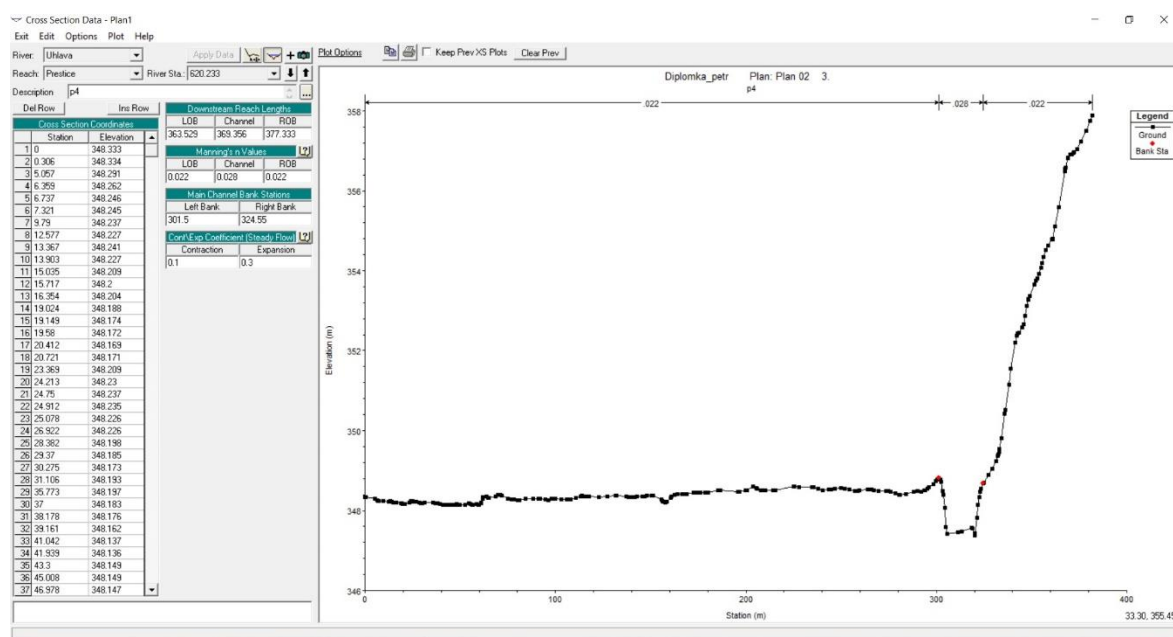 Cross Section Data - Plan1
Exit Edit Options Plot Help
River: Uhlava Apply Data Plot Options Keep Prev XS Plots Clear Prev
Reach: Prestice River Sta.: 620.233
Description p4 ...
Del Row Ins Row
Cross Section Coordinates
Station Elevation
1 0 348.333
2 0.306 348.334
3 5.057 348.291
4 6.359 348.262
5 6.737 348.246
6 7.321 348.245
7 9.79 348.237
8 12.577 348.227
9 13.367 348.241
10 13.903 348.227
11 15.035 348.209
12 15.717 348.2
13 16.354 348.204
14 19.024 348.188
15 19.149 348.174
16 19.58 348.172
17 20.412 348.169
18 20.721 348.171
19 23.369 348.209
20 24.213 348.23
21 24.75 348.237
22 24.912 348.235
23 25.078 348.226
24 26.922 348.226
25 28.382 348.198
26 29.37 348.185
27 30.275 348.173
28 31.106 348.193
29 35.773 348.197
30 37 348.183
31 38.178 348.176
32 39.161 348.162
33 41.042 348.137
34 41.939 348.136
35 43.3 348.149
36 45.008 348.149
37 46.978 348.147
Downstream Reach Lengths
LOB Channel ROB
363.529 369.356 377.333
Manning's n Values ?
LOB Channel ROB
0.022 0.028 0.022
Main Channel Bank Stations
Left Bank Right Bank
301.5 324.55
Cont\Exp Coefficient (Steady Flow) ?
Contraction Expansion
0.1 0.3
Diplomka_petr Plan: Plan 02 3.
p4
.022 .028 .022
Legend
Ground
Bank Sta
Elevation (m)
358
356
354
352
350
348
346
0 100 200 300 400
Station (m)
33.30, 355.45